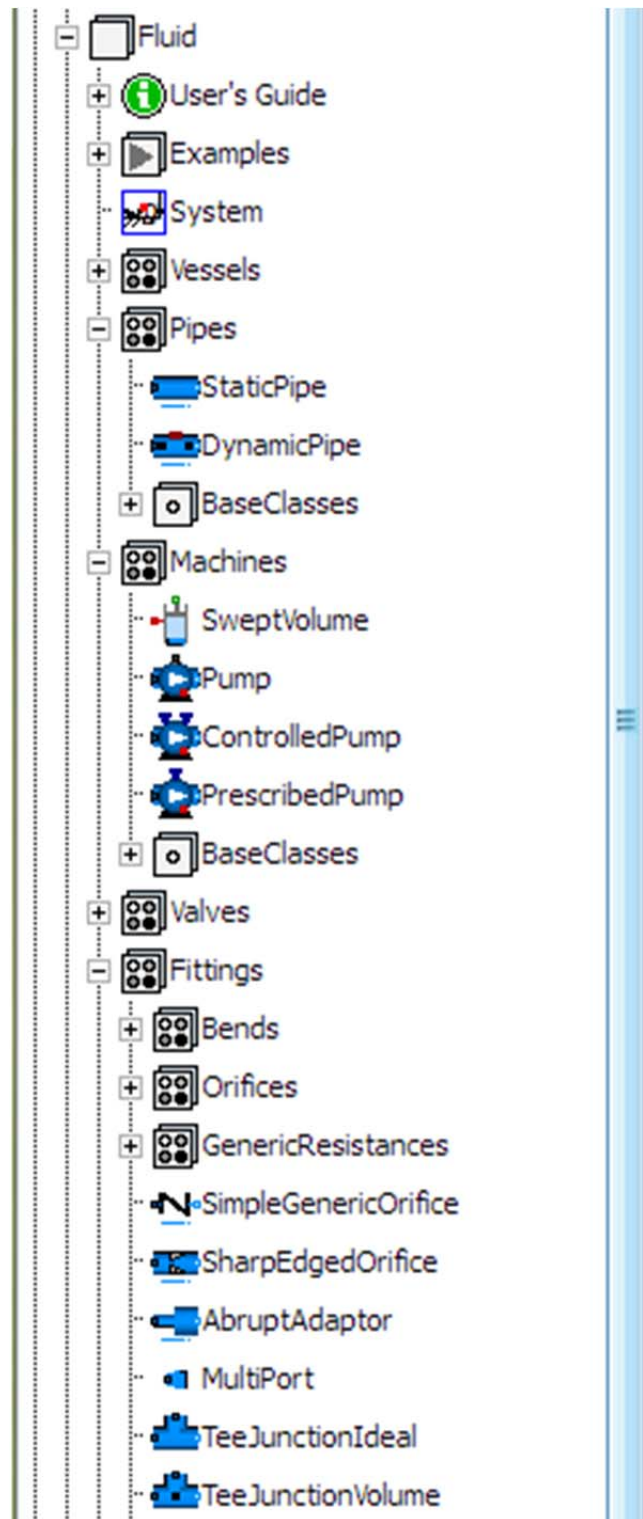 Fluid
User's Guide
Examples
System
Vessels
Pipes
StaticPipe
DynamicPipe
BaseClasses
Machines
SweptVolume
Pump
ControlledPump
PrescribedPump
BaseClasses
Valves
Fittings
Bends
Orifices
GenericResistances
SimpleGenericOrifice
SharpEdgedOrifice
AbruptAdaptor
MultiPort
TeeJunctionIdeal
TeeJunctionVolume